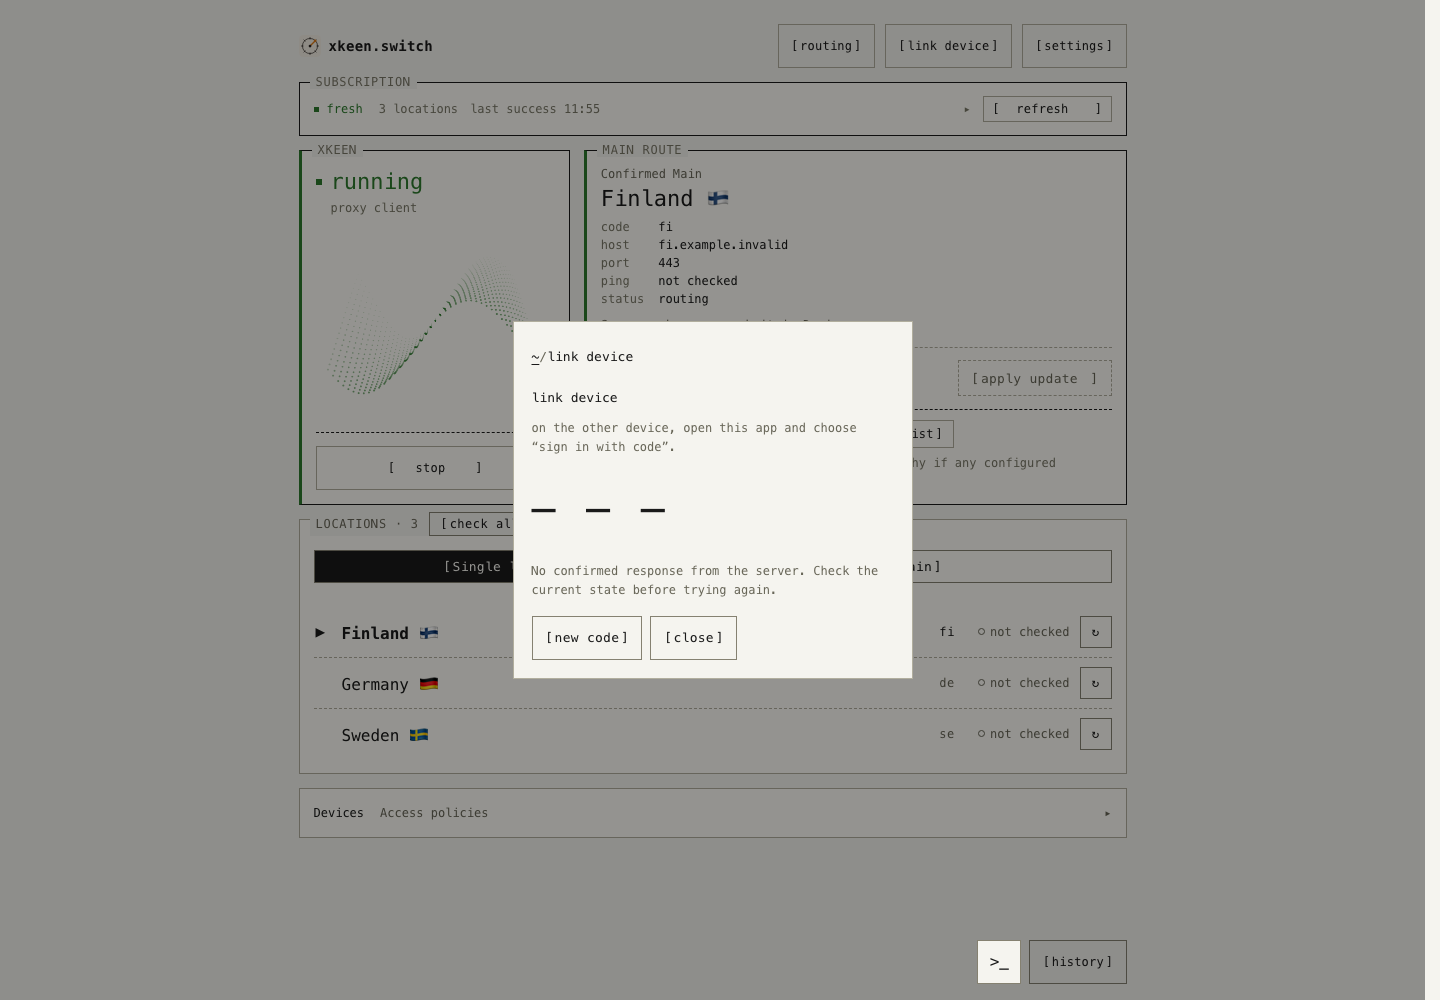 xkeen.switch
[routing] [link device] [settings]
SUBSCRIPTION
fresh 3 locations last success 11:55 ▸ [ refresh ]
XKEEN
running
proxy client
[ stop ]
MAIN ROUTE
Confirmed Main
Finland
code fi
host fi.example.invalid
port 443
ping not checked
status routing
[apply update ]
ist]
hy if any configured
~/link device
link device
on the other device, open this app and choose
“sign in with code”.
— — —
No confirmed response from the server. Check the
current state before trying again.
[new code] [close]
LOCATIONS · 3 [check al
[Single
in]
▶ Finland fi ○ not checked ↻
Germany de ○ not checked ↻
Sweden se ○ not checked ↻
Devices Access policies ▸
>_ [history]